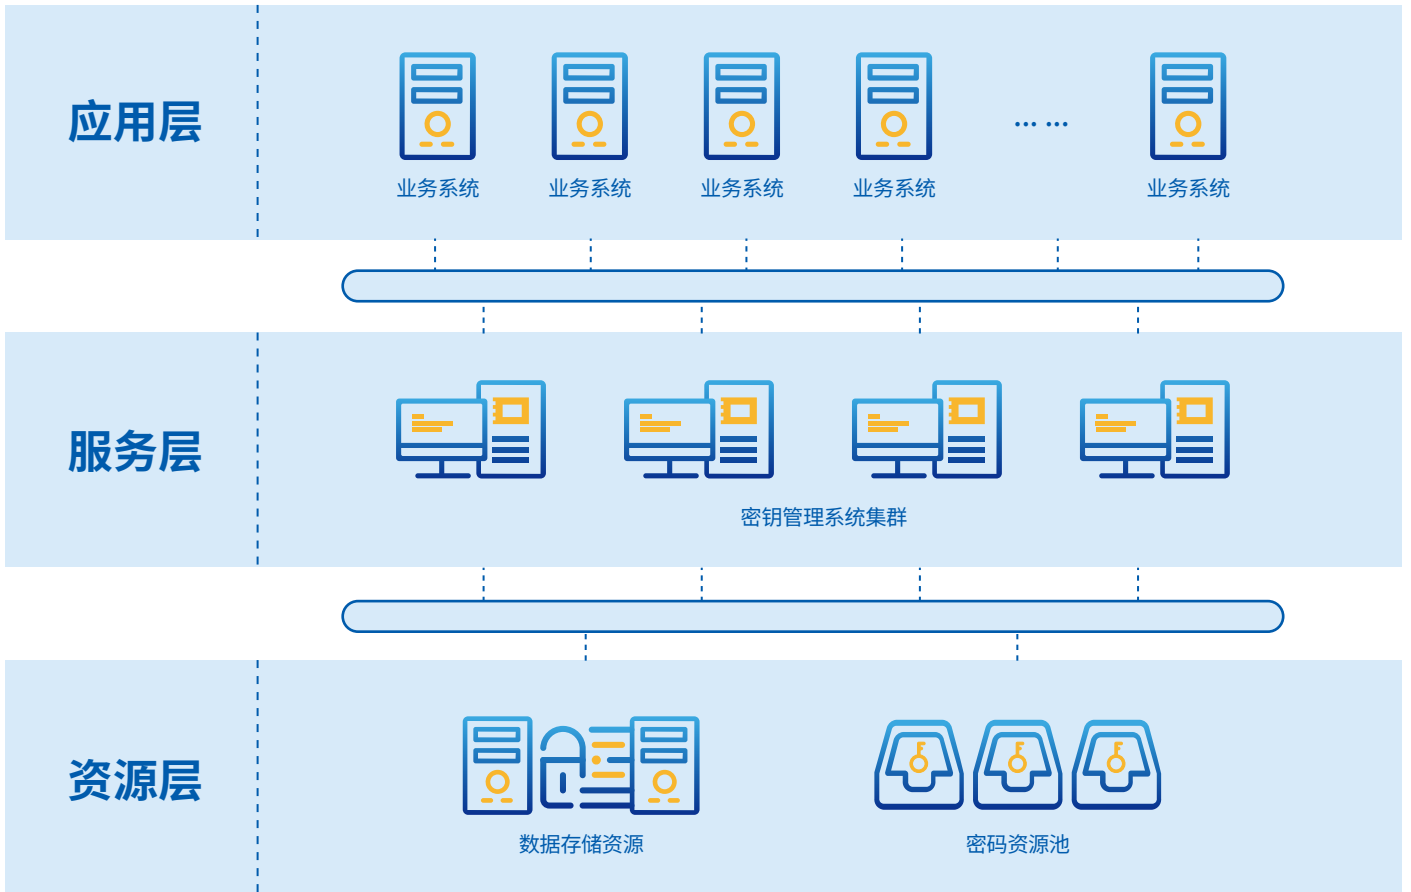 应用层
业务系统 业务系统 业务系统 业务系统 …… 业务系统
服务层
密钥管理系统集群
资源层
数据存储资源 密码资源池